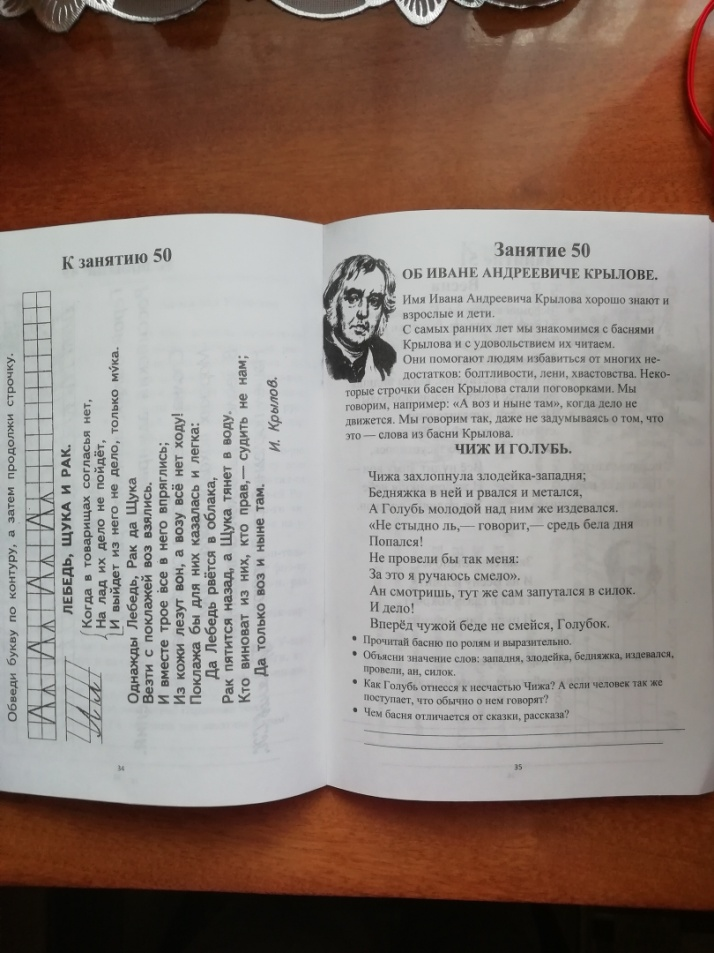 К занятию 50
Обведи букву по контуру, а затем продолжи строчку.
ЛЕБЕДЬ, ЩУКА И РАК.
Когда в товарищах согласья нет,
На лад их дело не пойдёт,
И выйдет из него не дело, только му́ка.
Однажды Лебедь, Рак да Щука
Везти с поклажей воз взялись.
И вместе трое все в него впряглись;
Из кожи лезут вон, а возу всё нет ходу!
Поклажа бы для них казалась и легка:
Да Лебедь рвётся в облака,
Рак пятится назад, а Щука тянет в воду.
Кто виноват из них, кто прав,— судить не нам;
Да только воз и ныне там.
И. Крылов.
34
Занятие 50
ОБ ИВАНЕ АНДРЕЕВИЧЕ КРЫЛОВЕ.
Имя Ивана Андреевича Крылова хорошо знают и
взрослые и дети.
С самых ранних лет мы знакомимся с баснями
Крылова и с удовольствием их читаем.
Они помогают людям избавиться от многих не-
достатков: болтливости, лени, хвастовства. Неко-
торые строчки басен Крылова стали поговорками. Мы
говорим, например: «А воз и ныне там», когда дело не
движется. Мы говорим так, даже не задумываясь о том, что
это — слова из басни Крылова.
ЧИЖ И ГОЛУБЬ.
Чижа захлопнула злодейка-западня;
Бедняжка в ней и рвался и метался,
А Голубь молодой над ним же издевался.
«Не стыдно ль,— говорит,— средь бела дня
Попался!
Не провели бы так меня:
За это я ручаюсь смело».
Ан смотришь, тут же сам запутался в силок.
И дело!
Вперёд чужой беде не смейся, Голубок.
• Прочитай басню по ролям и выразительно.
• Объясни значение слов: западня, злодейка, бедняжка, издевался,
провели, ан, силок.
• Как Голубь отнесся к несчастью Чижа? А если человек так же
поступает, что обычно о нем говорят?
• Чем басня отличается от сказки, рассказа?
35